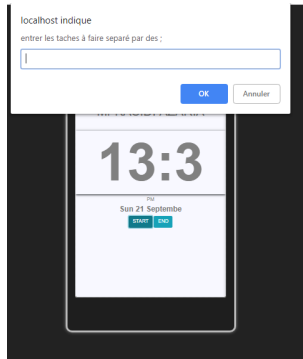 localhost indique
entrer les taches à faire separé par des ;
OK
Annuler
13:3
PM
Sun 21 Septembe
START
END